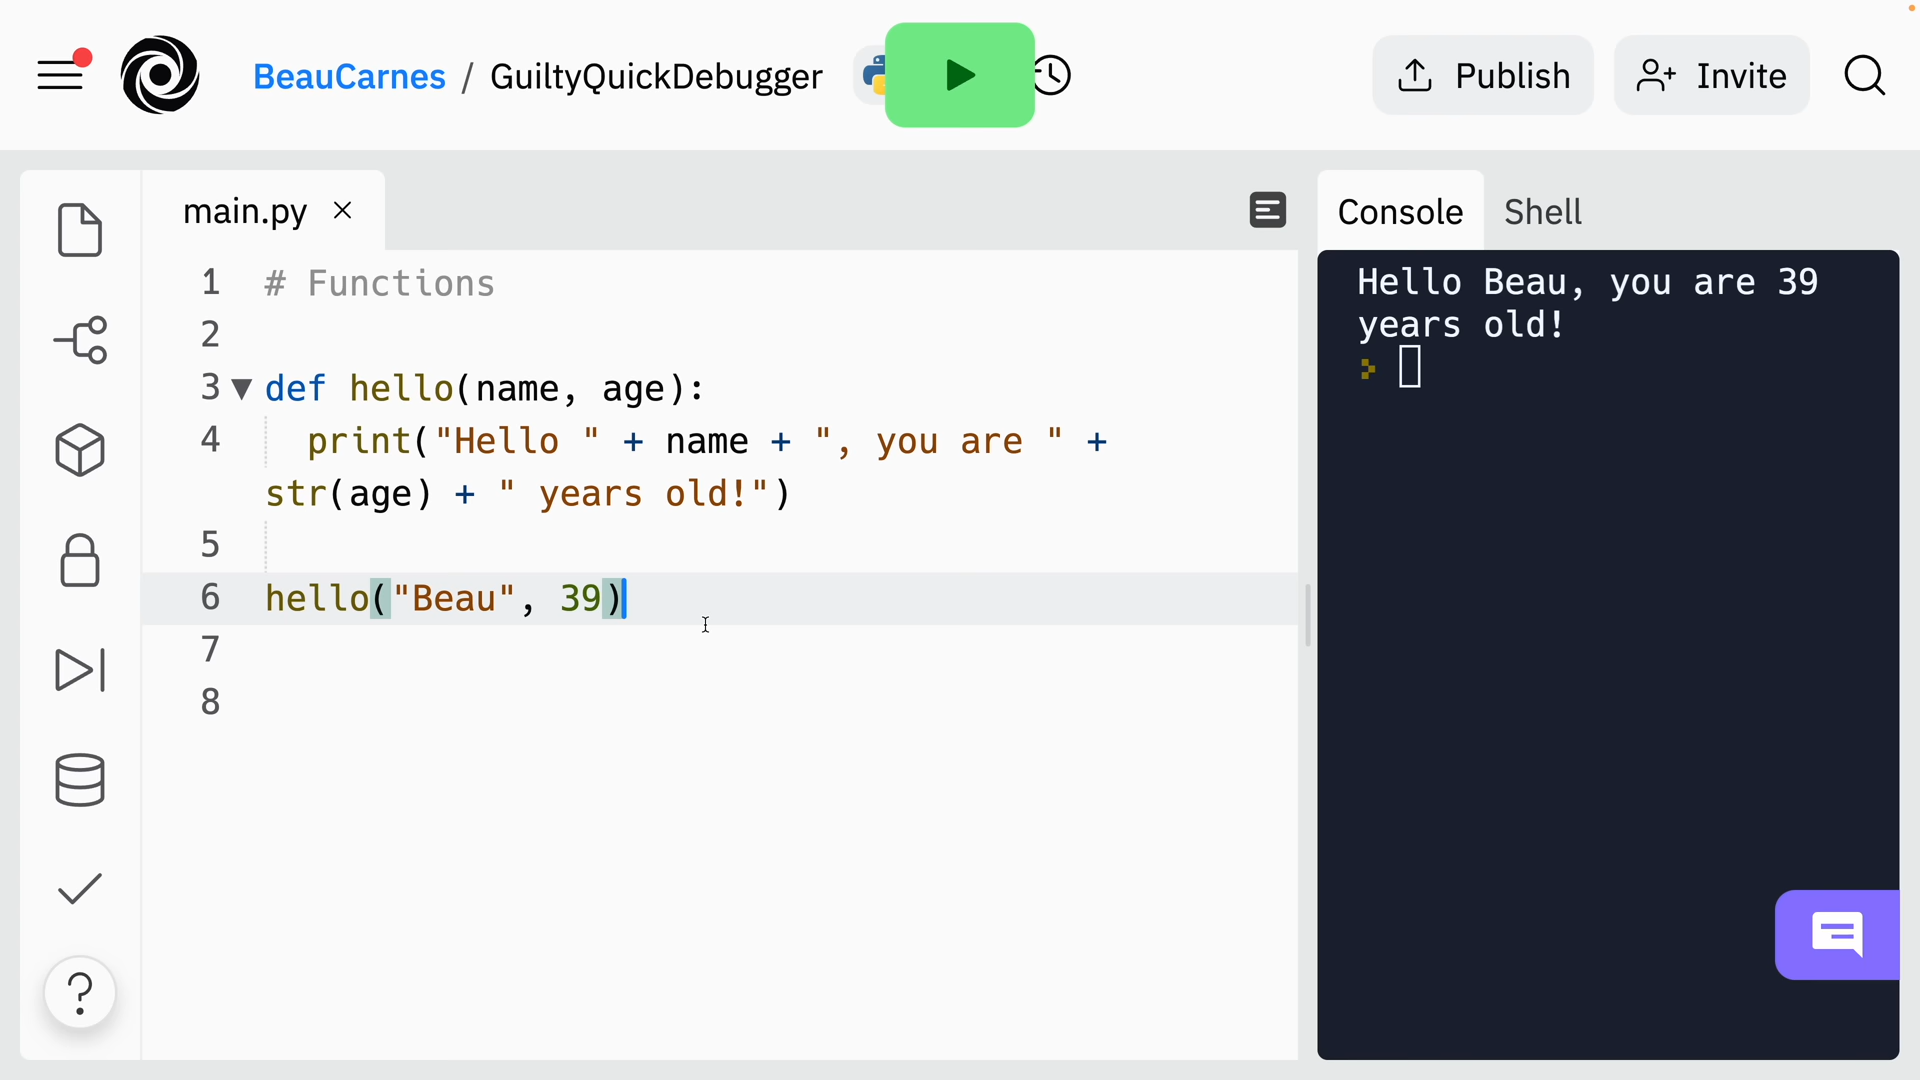 BeauCarnes / GuiltyQuickDebugger
Publish
Invite
main.py
1 # Functions
2
3 def hello(name, age):
4   print("Hello " + name + ", you are " +
str(age) + " years old!")
5
6 hello("Beau", 39)
7
8
Console
Shell
Hello Beau, you are 39
years old!